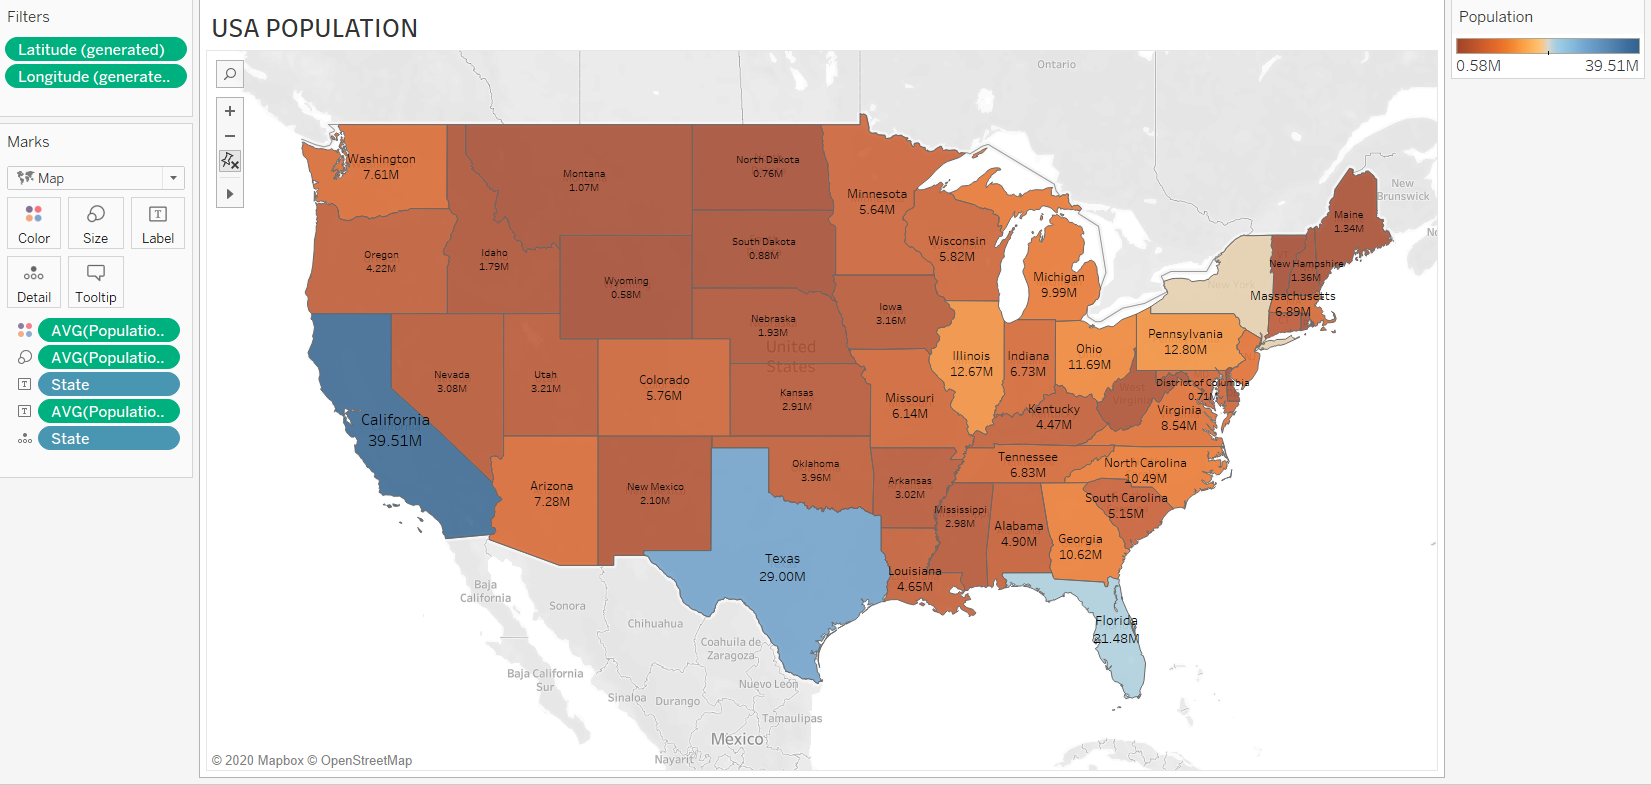 Filters
Latitude (generated)
Longitude (generate..
Marks
Map
Color
Size
Label
Detail
Tooltip
AVG(Populatio..
AVG(Populatio..
State
AVG(Populatio..
State
USA POPULATION
Ontario
New
Brunswick
Washington
7.61M
Montana
1.07M
North Dakota
0.76M
Minnesota
5.64M
Maine
1.34M
Oregon
4.22M
Idaho
1.79M
South Dakota
0.88M
Wisconsin
5.82M
New Hampshire
1.36M
Wyoming
0.58M
Michigan
9.99M
New York
Massachusetts
6.89M
Nebraska
1.93M
Iowa
3.16M
United
States
Illinois
12.67M
Indiana
6.73M
Ohio
11.69M
Pennsylvania
12.80M
Nevada
3.08M
Utah
3.21M
Colorado
5.76M
Kansas
2.91M
Missouri
6.14M
West
Virginia
District of Columbia
0.71M
Kentucky
4.47M
Virginia
8.54M
California
39.51M
Arizona
7.28M
New Mexico
2.10M
Oklahoma
3.96M
Arkansas
3.02M
Tennessee
6.83M
North Carolina
10.49M
South Carolina
5.15M
Mississippi
2.98M
Alabama
4.90M
Georgia
10.62M
Texas
29.00M
Louisiana
4.65M
Florida
21.48M
Baja
California
Sonora
Chihuahua
Coahuila de
Zaragoza
Baja California
Sur
Sinaloa
Durango
Nuevo León
Tamaulipas
Mexico
Nayarit
© 2020 Mapbox © OpenStreetMap
Population
0.58M
39.51M